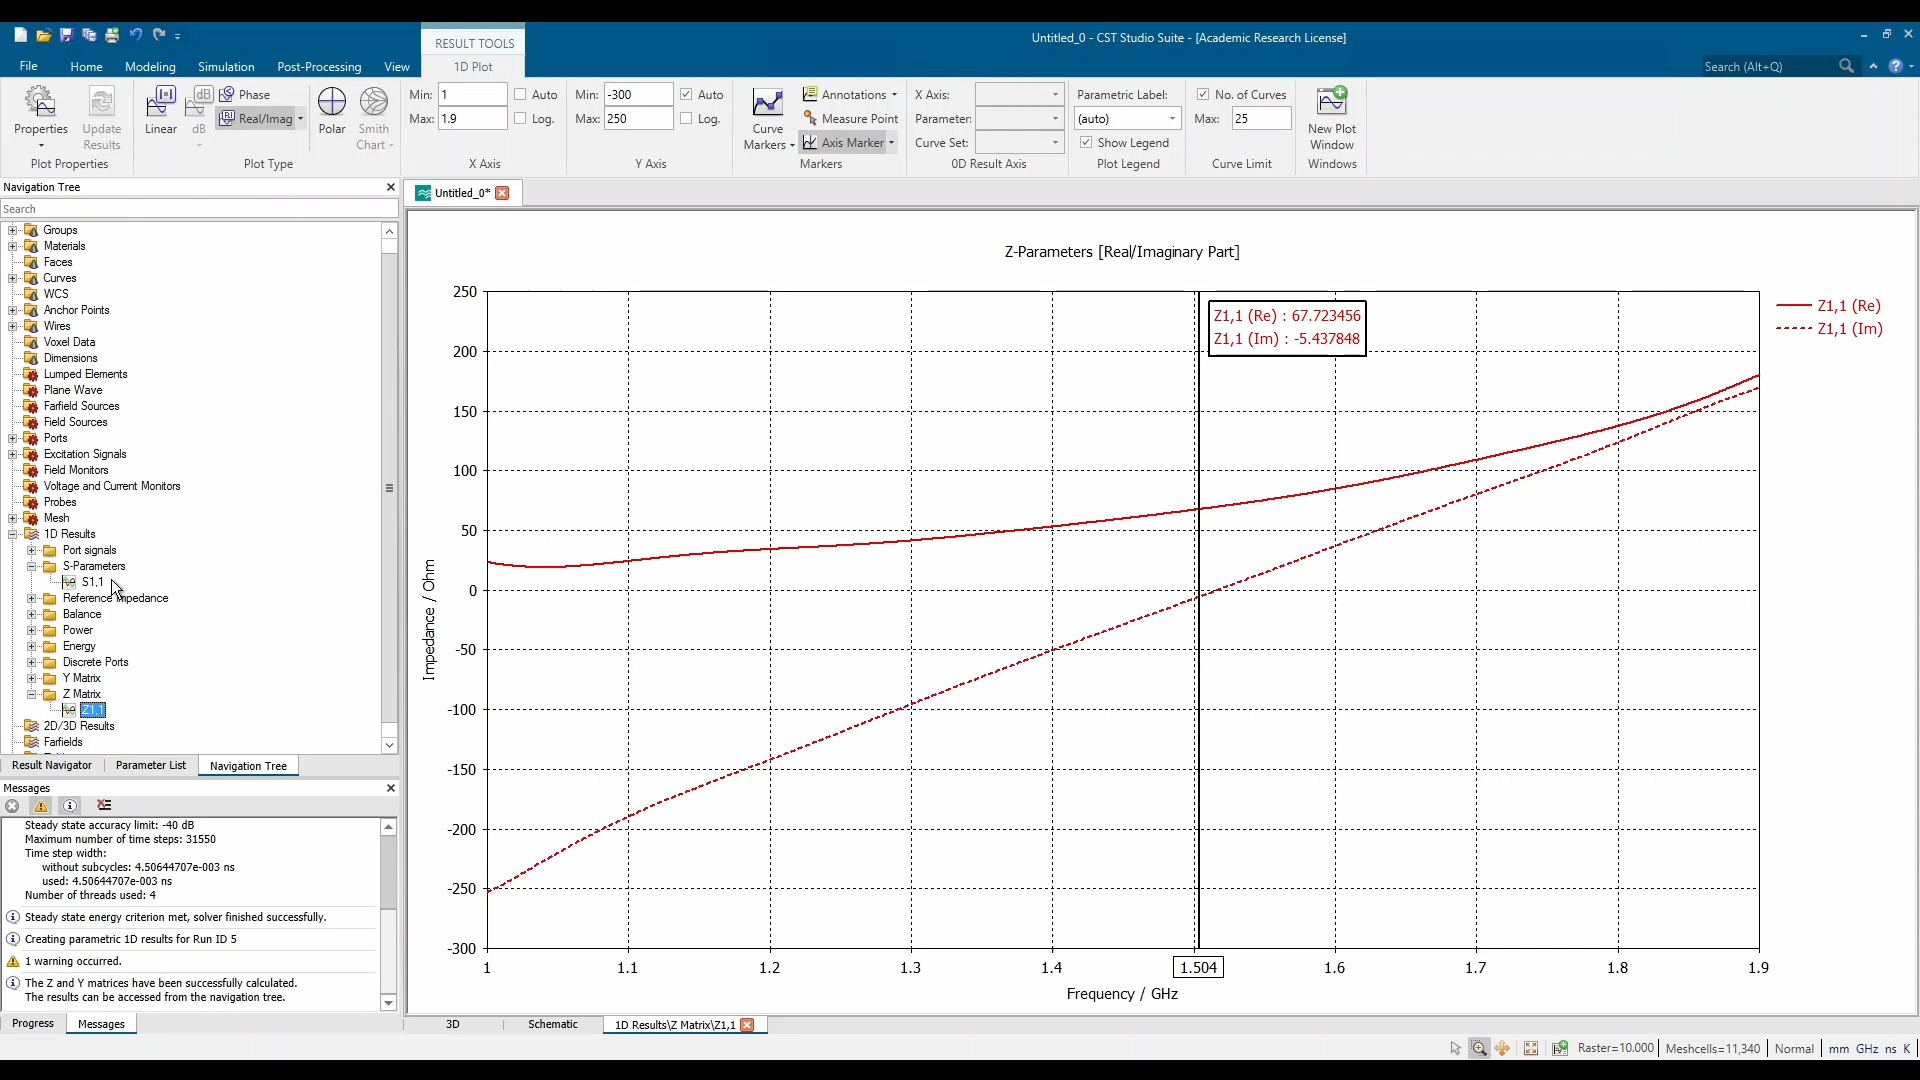 RESULT TOOLS
Untitled_0 - CST Studio Suite - [Academic Research License]
File Home Modeling Simulation Post-Processing View 1D Plot Search (Alt+Q)
Properties
Update Results
Plot Properties
Linear
dB
Phase
Real/Imag
Polar
Smith Chart
Plot Type
Min: 1 Auto
Max: 1.9 Log.
X Axis
Min: -300 Auto
Max: 250 Log.
Y Axis
Curve Markers
Annotations
Measure Point
Axis Marker
Markers
X Axis:
Parameter:
Curve Set:
0D Result Axis
Parametric Label:
(auto)
Show Legend
Plot Legend
No. of Curves
Max: 25
Curve Limit
New Plot Window
Windows
Navigation Tree
Search
Groups
Materials
Faces
Curves
WCS
Anchor Points
Wires
Voxel Data
Dimensions
Lumped Elements
Plane Wave
Farfield Sources
Field Sources
Ports
Excitation Signals
Field Monitors
Voltage and Current Monitors
Probes
Mesh
1D Results
Port signals
S-Parameters
S1,1
Reference Impedance
Balance
Power
Energy
Discrete Ports
Y Matrix
Z Matrix
Z1,1
2D/3D Results
Farfields
Result Navigator Parameter List Navigation Tree
Messages
Steady state accuracy limit: -40 dB
Maximum number of time steps: 31550
Time step width:
without subcycles: 4.50644707e-003 ns
used: 4.50644707e-003 ns
Number of threads used: 4
Steady state energy criterion met, solver finished successfully.
Creating parametric 1D results for Run ID 5
1 warning occurred.
The Z and Y matrices have been successfully calculated.
The results can be accessed from the navigation tree.
Progress Messages
Untitled_0*
Z-Parameters [Real/Imaginary Part]
250
200
150
100
50
0
-50
-100
-150
-200
-250
-300
Impedance / Ohm
Z1,1 (Re) : 67.723456
Z1,1 (Im) : -5.437848
Z1,1 (Re)
Z1,1 (Im)
1 1.1 1.2 1.3 1.4 1.504 1.6 1.7 1.8 1.9
Frequency / GHz
3D Schematic 1D Results\Z Matrix\Z1,1
Raster=10.000 Meshcells=11,340 Normal mm GHz ns K